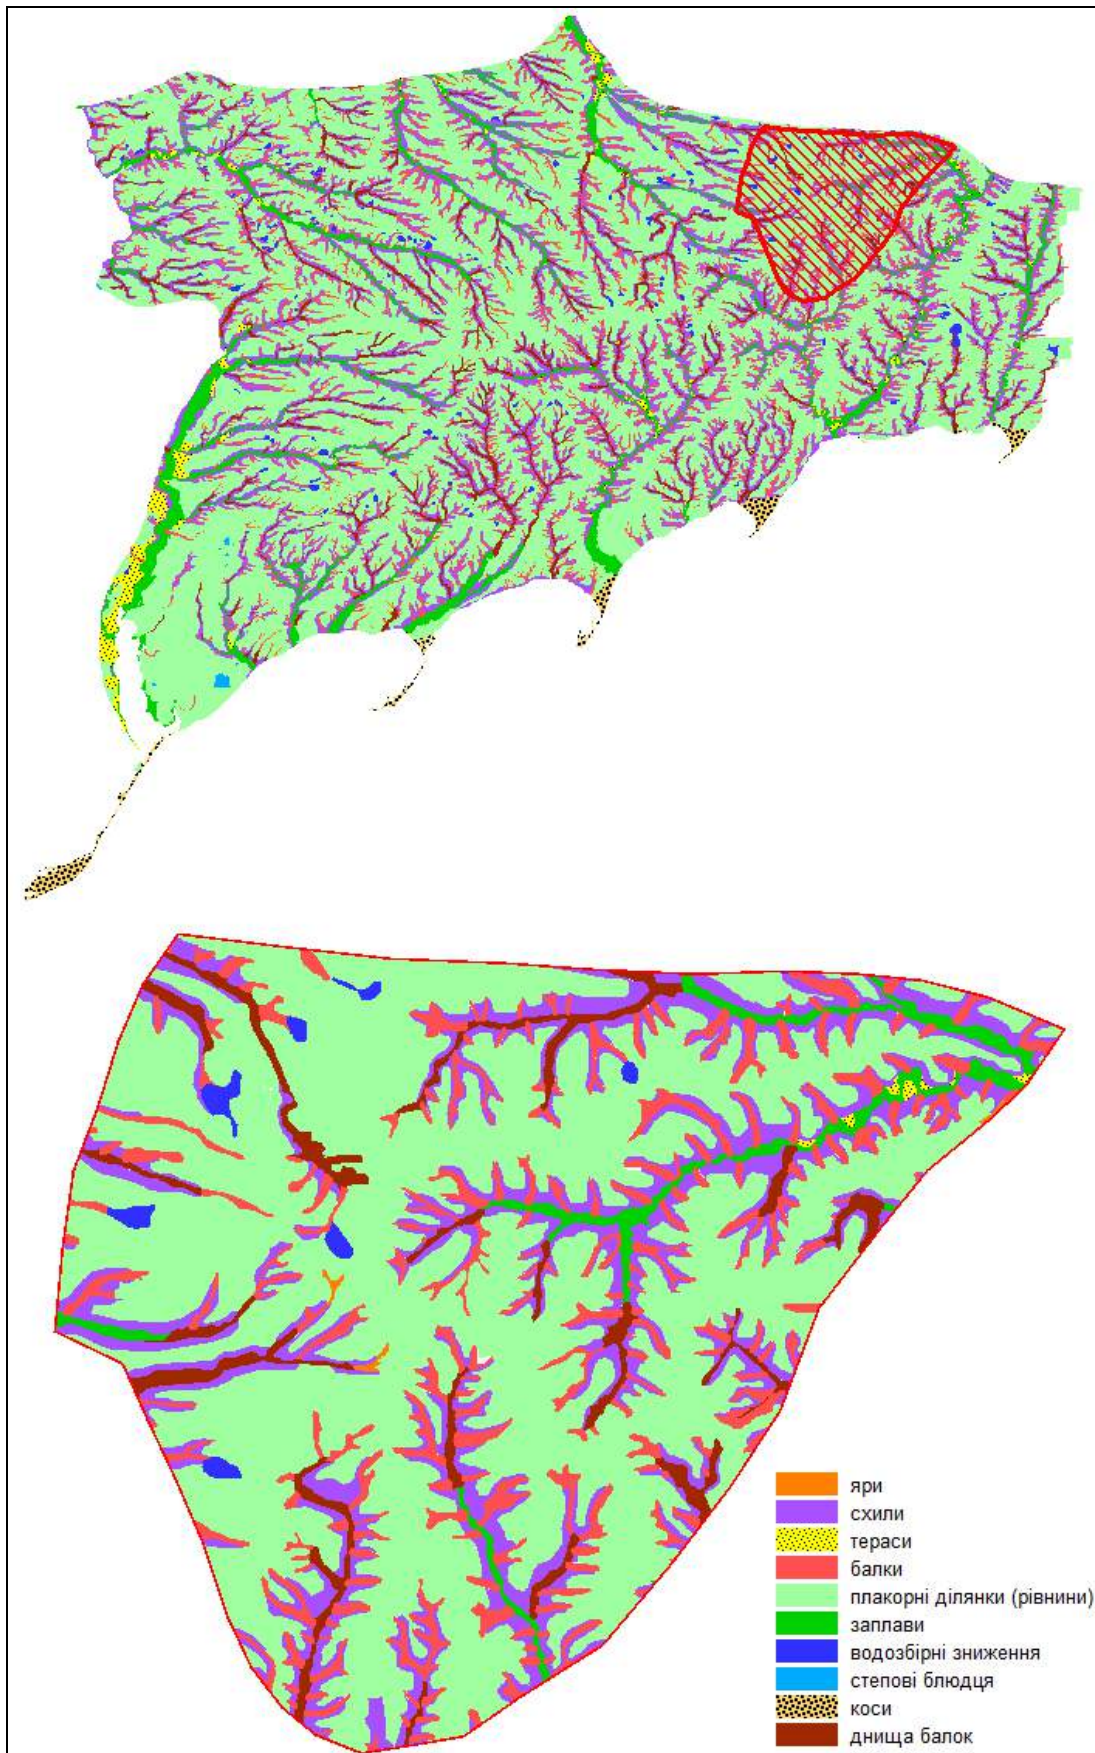 яри
схили
тераси
балки
плакорні ділянки (рівнини)
заплави
водозбірні зниження
степові блюдця
коси
днища балок